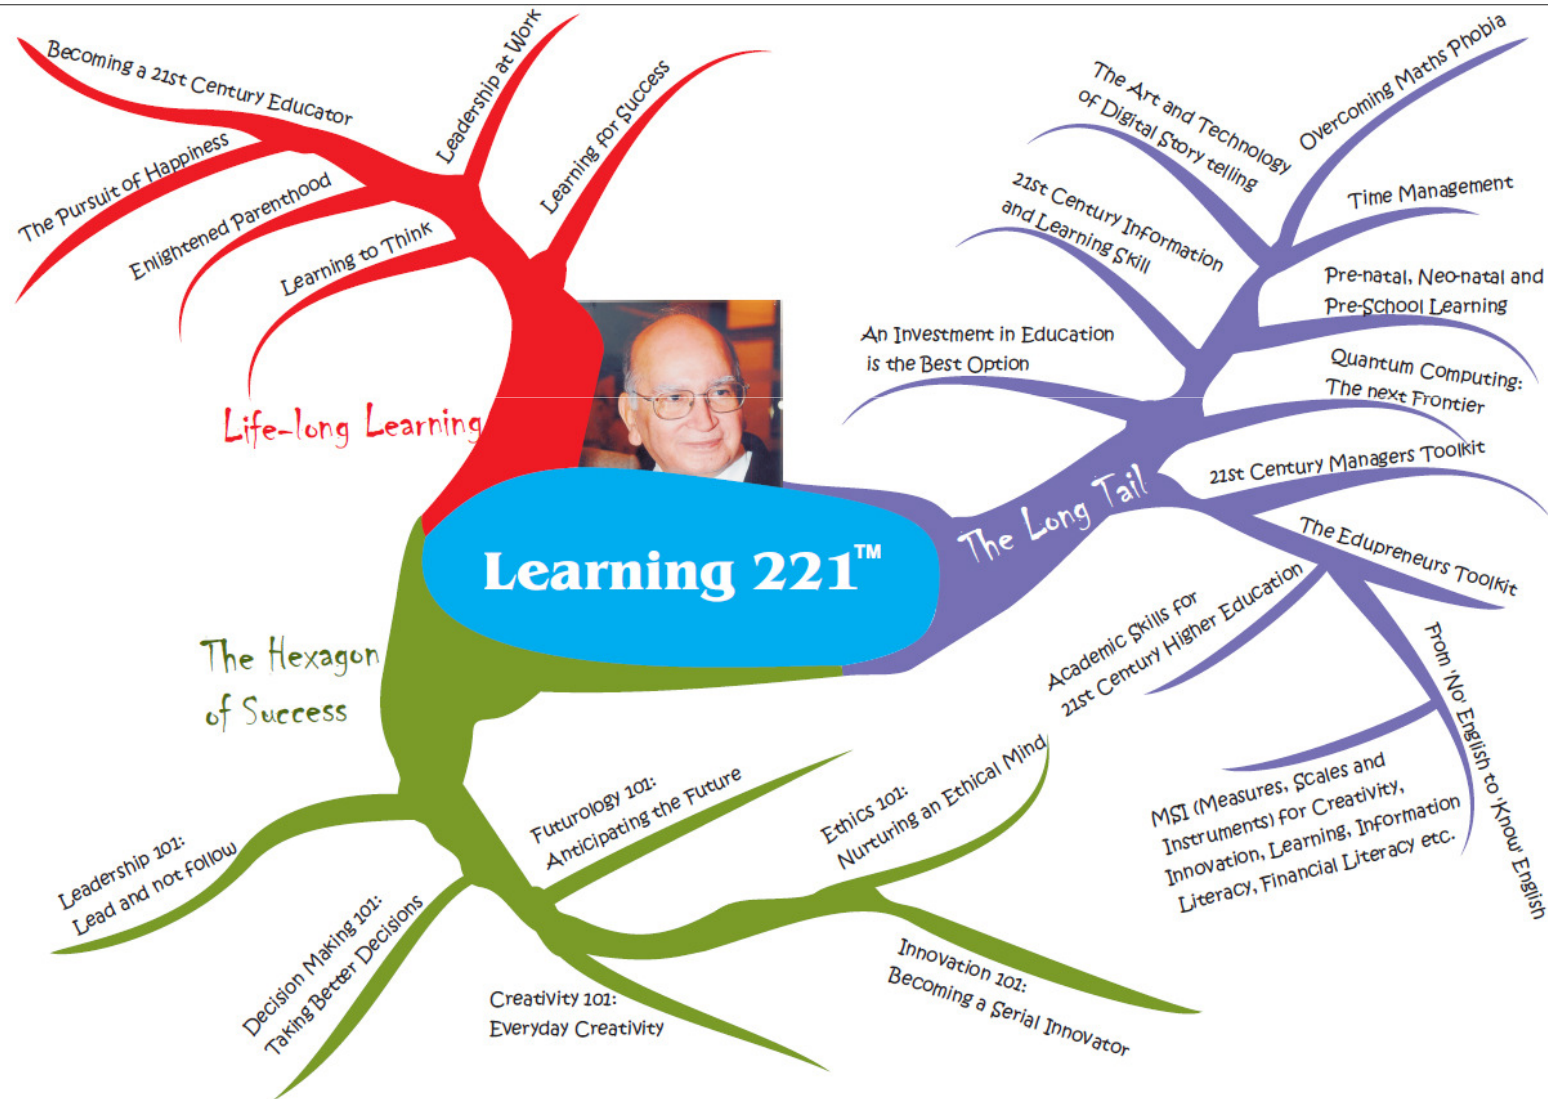 Becoming a 21st Century Educator
The Pursuit of Happiness
Enlightened Parenthood
Learning to Think
Leadership at Work
Learning for Success
Life-long Learning
Learning 221™
The Long Tail
An Investment in Education
is the Best Option
21st Century Information
and Learning Skill
The Art and Technology
of Digital Story telling
Overcoming Maths Phobia
Time Management
Pre-natal, Neo-natal and
Pre-School Learning
Quantum Computing:
The next Frontier
21st Century Managers Toolkit
The Edupreneurs Toolkit
Academic Skills for
21st Century Higher Education
From 'No' English to 'Know' English
MSI (Measures, Scales and
Instruments) for Creativity,
Innovation, Learning, Information
Literacy, Financial Literacy etc.
The Hexagon
of Success
Leadership 101:
Lead and not follow
Decision Making 101:
Taking Better Decisions
Creativity 101:
Everyday Creativity
Futurology 101:
Anticipating the Future
Ethics 101:
Nurturing an Ethical Mind
Innovation 101:
Becoming a Serial Innovator